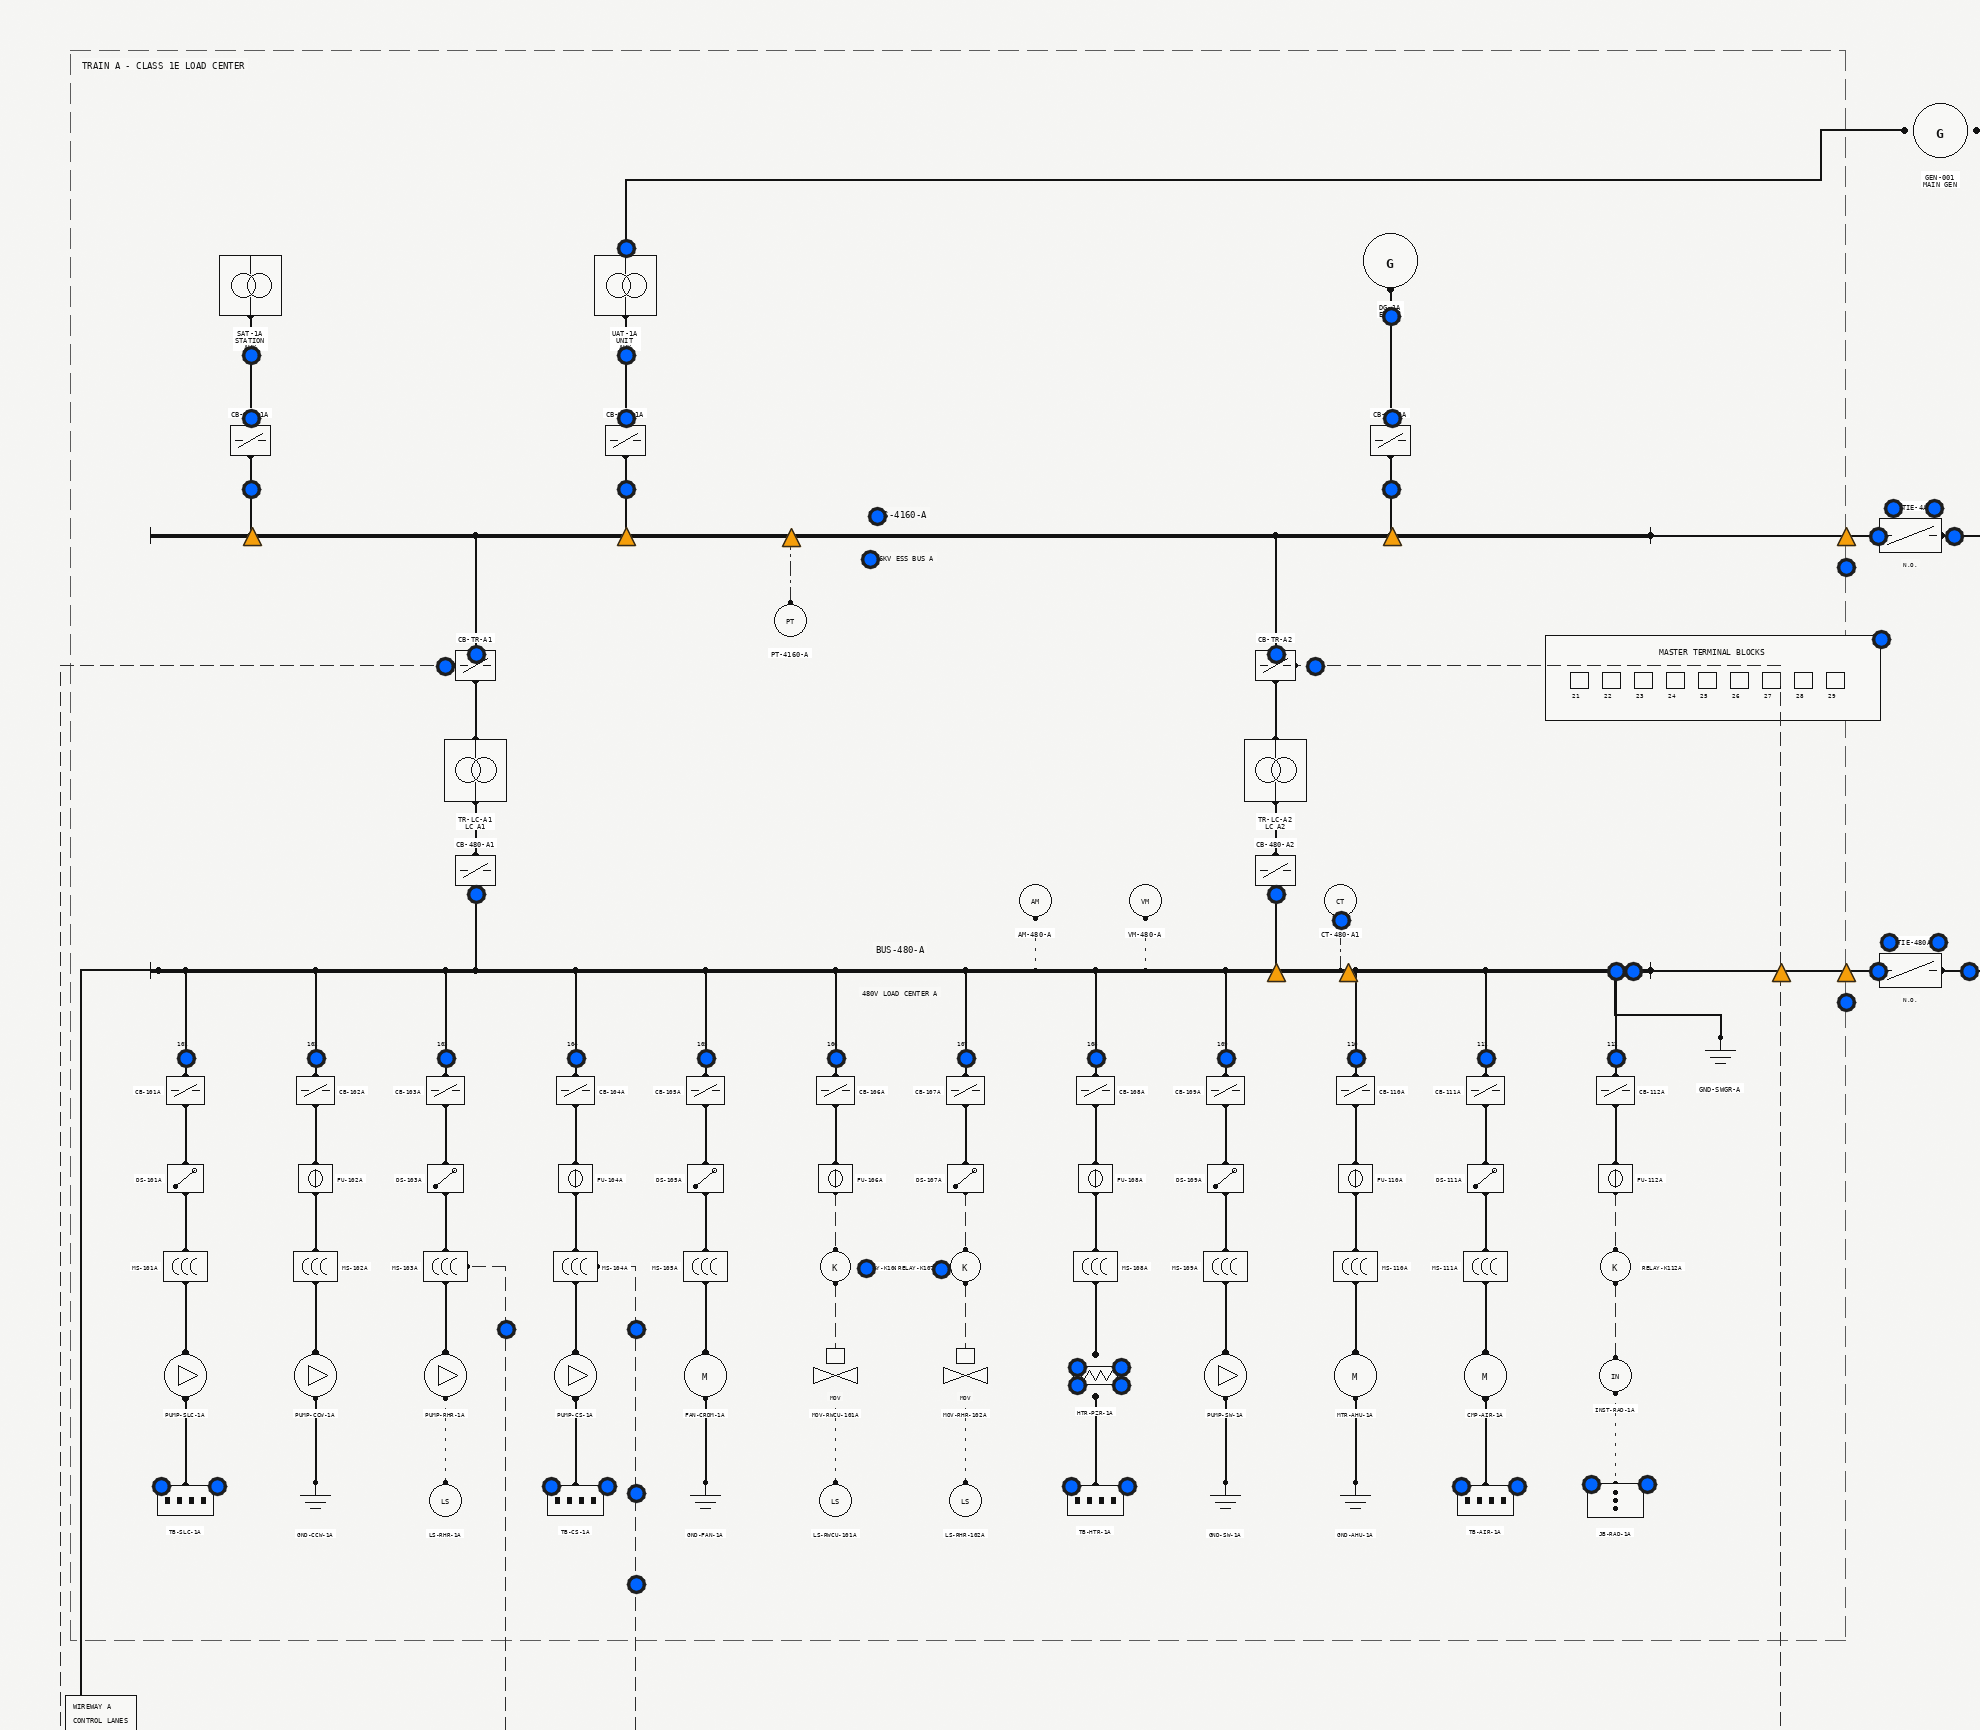 TRAIN A - CLASS 1E LOAD CENTER
G
GEN-001
MAIN GEN
G
SAT-1A
STATION
UAT-1A
UNIT
-4160-A
ESS BUS A
N.O.
PT
PT-4160-A
CB-TR-A1
CB-TR-A2
MASTER TERMINAL BLOCKS
21 22 23 24 25 26 27 28 29
TR-LC-A1
LC A1
TR-LC-A2
LC A2
CB-480-A1
CB-480-A2
AM
VM
CT
AM-480-A
VM-480-A
CT-480-A1
BUS-480-A
480V LOAD CENTER A
N.O.
CB-101A
CB-102A
CB-103A
CB-104A
CB-105A
CB-106A
CB-107A
CB-108A
CB-109A
CB-110A
CB-111A
CB-112A
GND-SWGR-A
DS-101A
FU-102A
DS-103A
FU-104A
DS-105A
FU-106A
DS-107A
FU-108A
DS-109A
FU-110A
DS-111A
FU-112A
MS-101A
MS-102A
MS-103A
MS-104A
MS-105A
K
K
MS-108A
MS-109A
MS-110A
MS-111A
K
RELAY-K112A
M
M
M
IN
MOV
MOV
PUMP-SLC-1A
PUMP-CCW-1A
PUMP-RHR-1A
PUMP-CS-1A
FAN-CRDM-1A
MOV-RWCU-101A
MOV-RHR-102A
HTR-PZR-1A
PUMP-SW-1A
MTR-AHU-1A
CMP-AIR-1A
INST-RAD-1A
LS
LS
LS
TB-SLC-1A
GND-CCW-1A
LS-RHR-1A
TB-CS-1A
GND-FAN-1A
LS-RWCU-101A
LS-RHR-102A
TB-HTR-1A
GND-SW-1A
GND-AHU-1A
TB-AIR-1A
JB-RAD-1A
WIREWAY A
CONTROL LANES